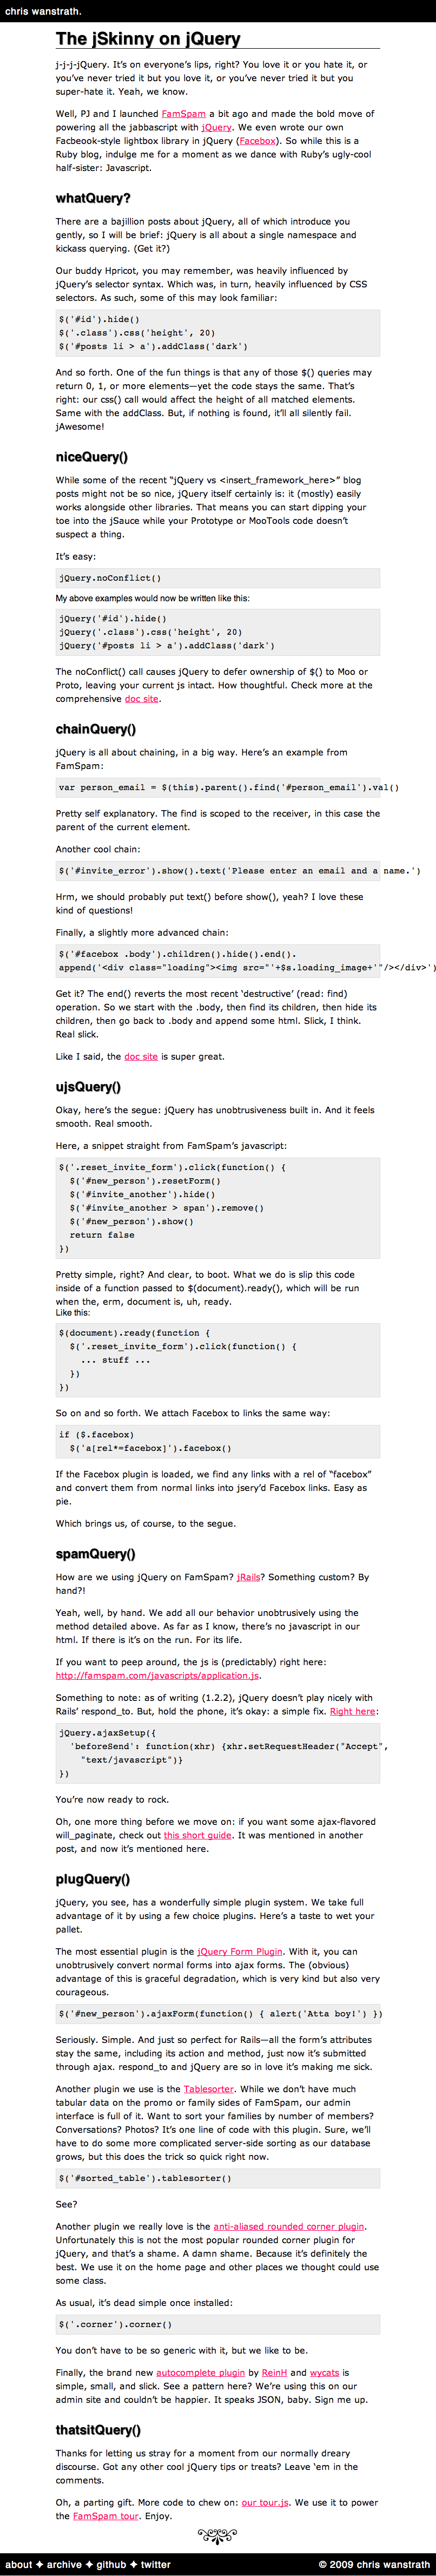 chris wanstrath.
The jSkinny on jQuery
j-j-j-jQuery. It’s on everyone’s lips, right? You love it or you hate it, or
you’ve never tried it but you love it, or you’ve never tried it but you
super-hate it. Yeah, we know.
Well, PJ and I launched FamSpam a bit ago and made the bold move of
powering all the jabbascript with jQuery. We even wrote our own
Facbeook-style lightbox library in jQuery (Facebox). So while this is a
Ruby blog, indulge me for a moment as we dance with Ruby’s ugly-cool
half-sister: Javascript.
whatQuery?
There are a bajillion posts about jQuery, all of which introduce you
gently, so I will be brief: jQuery is all about a single namespace and
kickass querying. (Get it?)
Our buddy Hpricot, you may remember, was heavily influenced by
jQuery’s selector syntax. Which was, in turn, heavily influenced by CSS
selectors. As such, some of this may look familiar:
$('#id').hide()
$('.class').css('height', 20)
$('#posts li > a').addClass('dark')
And so forth. One of the fun things is that any of those $() queries may
return 0, 1, or more elements—yet the code stays the same. That’s
right: our css() call would affect the height of all matched elements.
Same with the addClass. But, if nothing is found, it’ll all silently fail.
jAwesome!
niceQuery()
While some of the recent “jQuery vs <insert_framework_here>” blog
posts might not be so nice, jQuery itself certainly is: it (mostly) easily
works alongside other libraries. That means you can start dipping your
toe into the jSauce while your Prototype or MooTools code doesn’t
suspect a thing.
It’s easy:
jQuery.noConflict()
My above examples would now be written like this:
jQuery('#id').hide()
jQuery('.class').css('height', 20)
jQuery('#posts li > a').addClass('dark')
The noConflict() call causes jQuery to defer ownership of $() to Moo or
Proto, leaving your current js intact. How thoughtful. Check more at the
comprehensive doc site.
chainQuery()
jQuery is all about chaining, in a big way. Here’s an example from
FamSpam:
var person_email = $(this).parent().find('#person_email').val()
Pretty self explanatory. The find is scoped to the receiver, in this case the
parent of the current element.
Another cool chain:
$('#invite_error').show().text('Please enter an email and a name.')
Hrm, we should probably put text() before show(), yeah? I love these
kind of questions!
Finally, a slightly more advanced chain:
$('#facebox .body').children().hide().end().
append('<div class="loading"><img src="'+$s.loading_image+'"/></div>')
Get it? The end() reverts the most recent ‘destructive’ (read: find)
operation. So we start with the .body, then find its children, then hide its
children, then go back to .body and append some html. Slick, I think.
Real slick.
Like I said, the doc site is super great.
ujsQuery()
Okay, here’s the segue: jQuery has unobtrusiveness built in. And it feels
smooth. Real smooth.
Here, a snippet straight from FamSpam’s javascript:
$('.reset_invite_form').click(function() {
$('#new_person').resetForm()
$('#invite_another').hide()
$('#invite_another > span').remove()
$('#new_person').show()
return false
})
Pretty simple, right? And clear, to boot. What we do is slip this code
inside of a function passed to $(document).ready(), which will be run
when the, erm, document is, uh, ready.
Like this:
$(document).ready(function {
$('.reset_invite_form').click(function() {
... stuff ...
})
})
So on and so forth. We attach Facebox to links the same way:
if ($.facebox)
$('a[rel*=facebox]').facebox()
If the Facebox plugin is loaded, we find any links with a rel of “facebox”
and convert them from normal links into jsery’d Facebox links. Easy as
pie.
Which brings us, of course, to the segue.
spamQuery()
How are we using jQuery on FamSpam? jRails? Something custom? By
hand?!
Yeah, well, by hand. We add all our behavior unobtrusively using the
method detailed above. As far as I know, there’s no javascript in our
html. If there is it’s on the run. For its life.
If you want to peep around, the js is (predictably) right here:
http://famspam.com/javascripts/application.js.
Something to note: as of writing (1.2.2), jQuery doesn’t play nicely with
Rails’ respond_to. But, hold the phone, it’s okay: a simple fix. Right here:
jQuery.ajaxSetup({
'beforeSend': function(xhr) {xhr.setRequestHeader("Accept",
"text/javascript")}
})
You’re now ready to rock.
Oh, one more thing before we move on: if you want some ajax-flavored
will_paginate, check out this short guide. It was mentioned in another
post, and now it’s mentioned here.
plugQuery()
jQuery, you see, has a wonderfully simple plugin system. We take full
advantage of it by using a few choice plugins. Here’s a taste to wet your
pallet.
The most essential plugin is the jQuery Form Plugin. With it, you can
unobtrusively convert normal forms into ajax forms. The (obvious)
advantage of this is graceful degradation, which is very kind but also very
courageous.
$('#new_person').ajaxForm(function() { alert('Atta boy!') })
Seriously. Simple. And just so perfect for Rails—all the form’s attributes
stay the same, including its action and method, just now it’s submitted
through ajax. respond_to and jQuery are so in love it’s making me sick.
Another plugin we use is the Tablesorter. While we don’t have much
tabular data on the promo or family sides of FamSpam, our admin
interface is full of it. Want to sort your families by number of members?
Conversations? Photos? It’s one line of code with this plugin. Sure, we’ll
have to do some more complicated server-side sorting as our database
grows, but this does the trick so quick right now.
$('#sorted_table').tablesorter()
See?
Another plugin we really love is the anti-aliased rounded corner plugin.
Unfortunately this is not the most popular rounded corner plugin for
jQuery, and that’s a shame. A damn shame. Because it’s definitely the
best. We use it on the home page and other places we thought could use
some class.
As usual, it’s dead simple once installed:
$('.corner').corner()
You don’t have to be so generic with it, but we like to be.
Finally, the brand new autocomplete plugin by ReinH and wycats is
simple, small, and slick. See a pattern here? We’re using this on our
admin site and couldn’t be happier. It speaks JSON, baby. Sign me up.
thatsitQuery()
Thanks for letting us stray for a moment from our normally dreary
discourse. Got any other cool jQuery tips or treats? Leave ‘em in the
comments.
Oh, a parting gift. More code to chew on: our tour.js. We use it to power
the FamSpam tour. Enjoy.
about ✦ archive ✦ github ✦ twitter
© 2009 chris wanstrath